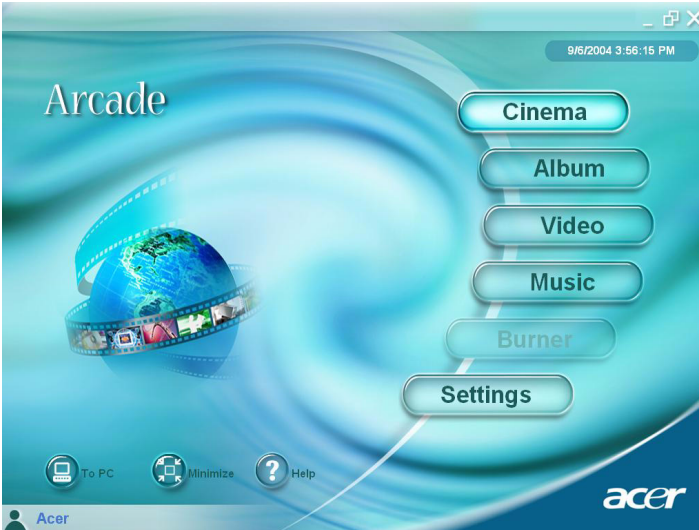 9/6/2004 3:56:15 PM
Arcade
Cinema
Album
Video
Music
Burner
Settings
To PC
Minimize
? Help
acer
Acer